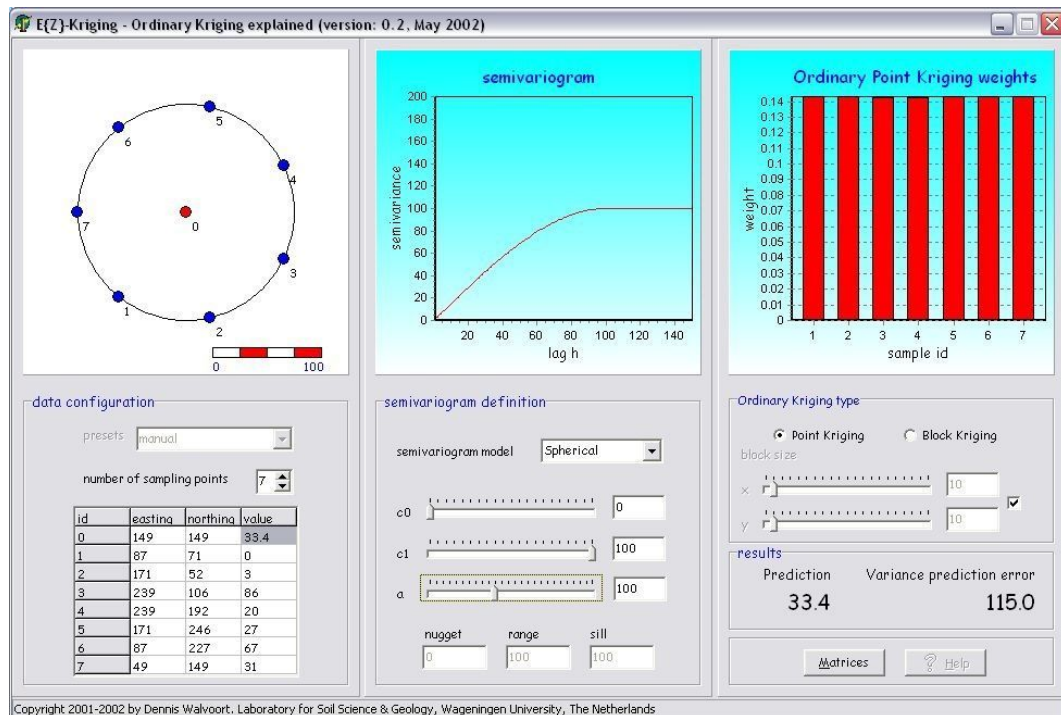 E{Z}-Kriging - Ordinary Kriging explained (version: 0.2, May 2002)
5
6
4
0
7
3
1
2
0 100
semivariogram
semivariance
200
180
160
140
120
100
80
60
40
20
0
20 40 60 80 100 120 140
lag h
Ordinary Point Kriging weights
weight
0.14
0.13
0.12
0.11
0.1
0.09
0.08
0.07
0.06
0.05
0.04
0.03
0.02
0.01
0
1 2 3 4 5 6 7
sample id
data configuration
presets manual
number of sampling points 7
id easting northing value
0 149 149 33.4
1 87 71 0
2 171 52 3
3 239 106 86
4 239 192 20
5 171 246 27
6 87 227 67
7 49 149 31
semivariogram definition
semivariogram model Spherical
c0 0
c1 100
a 100
nugget range sill
0 100 100
Ordinary Kriging type
Point Kriging Block Kriging
block size
x 10
y 10
results
Prediction Variance prediction error
33.4 115.0
Matrices ? Help
Copyright 2001-2002 by Dennis Walvoort. Laboratory for Soil Science & Geology, Wageningen University, The Netherlands